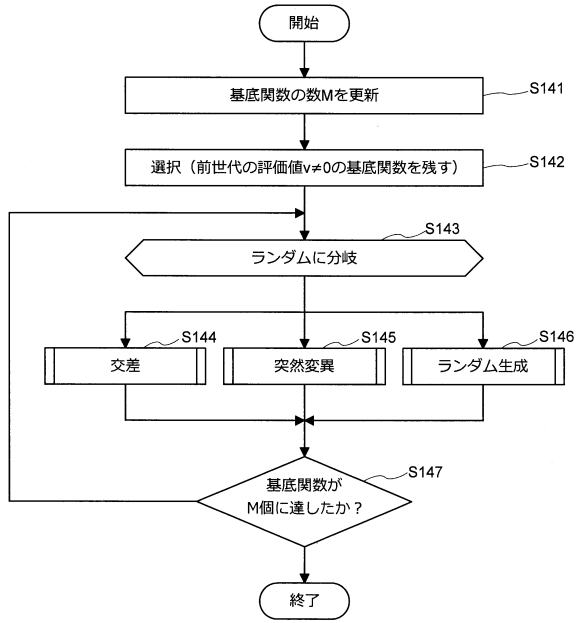 開始
基底関数の数Mを更新
S141
選択（前世代の評価値v≠0の基底関数を残す）
S142
S143
ランダムに分岐
S144
交差
S145
突然変異
S146
ランダム生成
S147
基底関数が
M個に達したか？
終了